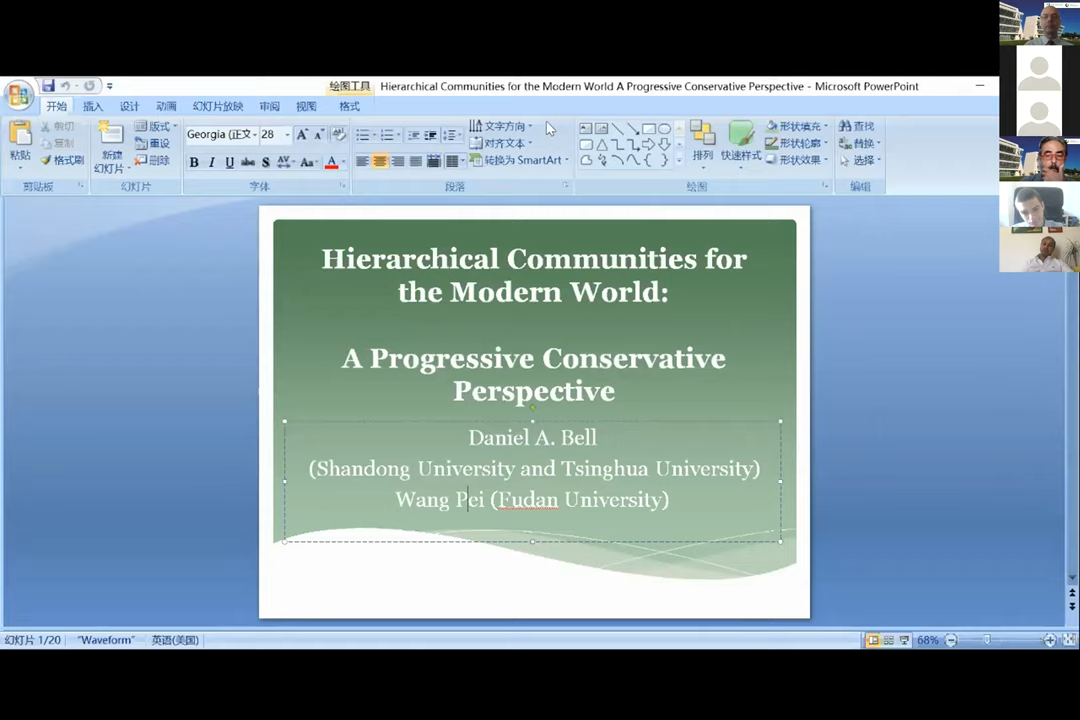 绘图工具
Hierarchical Communities for the Modern World A Progressive Conservative Perspective - Microsoft PowerPoint
开始 插入 设计 动画 幻灯片放映 审阅 视图 格式
剪切
复制
格式刷
粘贴
剪贴板
新建
幻灯片
版式
重设
删除
幻灯片
Georgia (正文 28
B I U abe S AV Aa A
字体
文字方向
对齐文本
转换为 SmartArt
段落
排列 快速样式
形状填充
形状轮廓
形状效果
绘图
查找
替换
选择
编辑
Hierarchical Communities for
the Modern World:
A Progressive Conservative
Perspective
Daniel A. Bell
(Shandong University and Tsinghua University)
Wang Pei (Fudan University)
幻灯片 1/20 "Waveform" 英语(美国) 68%